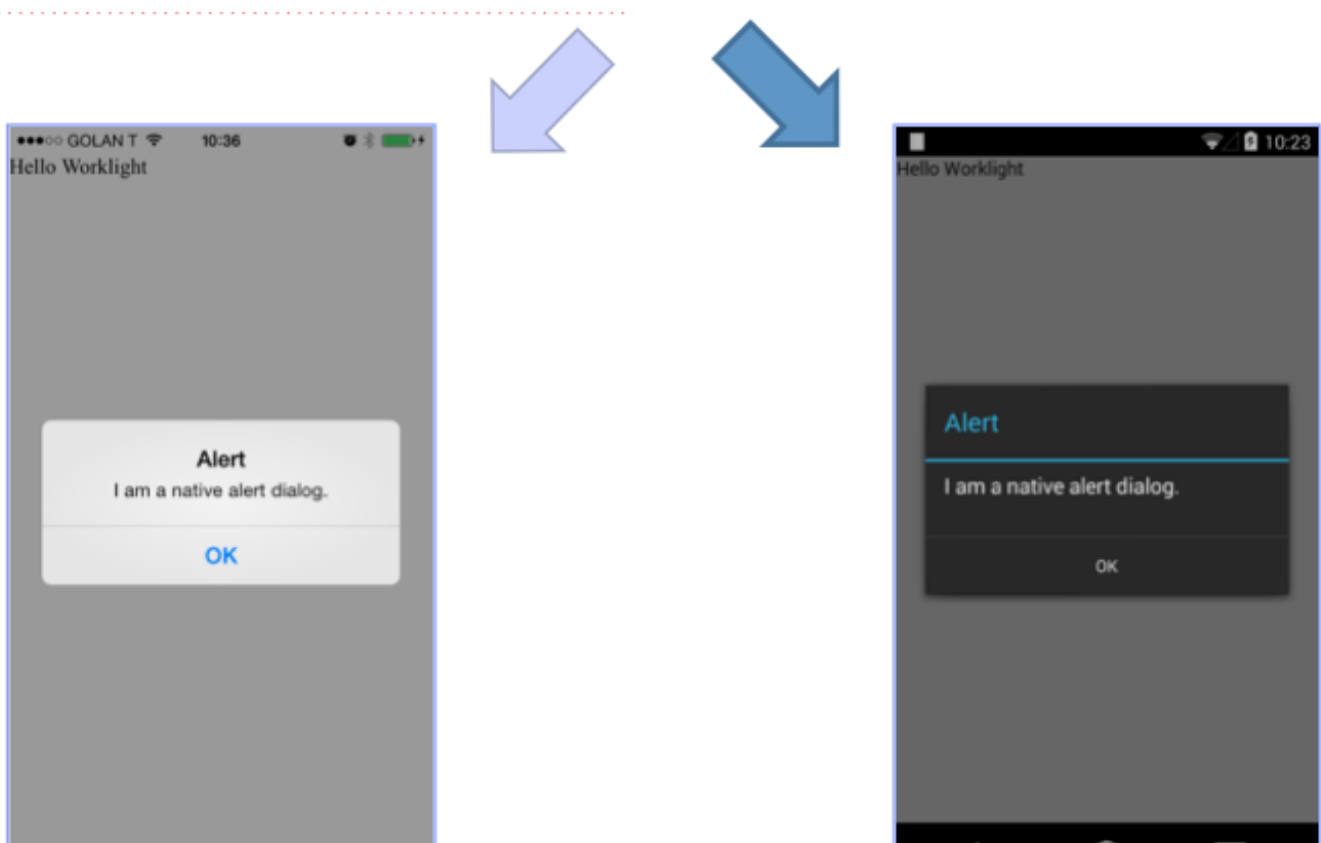 GOLAN T 10:36
Hello Worklight
Alert
I am a native alert dialog.
OK
10:23
Hello Worklight
Alert
I am a native alert dialog.
OK